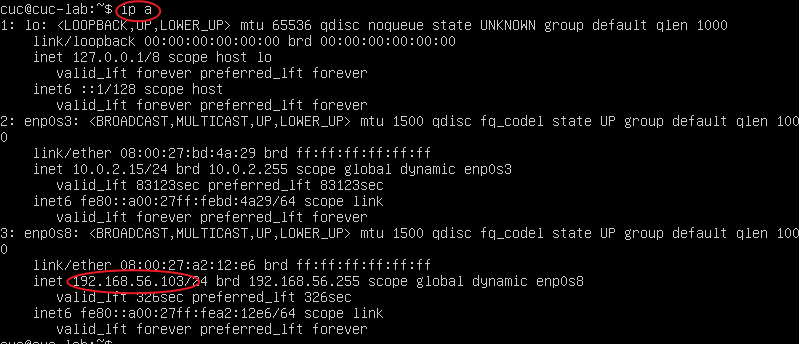 cuc@cuc-lab:~$ ip a
1: lo: <LOOPBACK,UP,LOWER_UP> mtu 65536 qdisc noqueue state UNKNOWN group default qlen 1000
link/loopback 00:00:00:00:00:00 brd 00:00:00:00:00:00
inet 127.0.0.1/8 scope host lo
valid_lft forever preferred_lft forever
inet6 ::1/128 scope host
valid_lft forever preferred_lft forever
2: enp0s3: <BROADCAST,MULTICAST,UP,LOWER_UP> mtu 1500 qdisc fq_codel state UP group default qlen 100
0
link/ether 08:00:27:bd:4a:29 brd ff:ff:ff:ff:ff:ff
inet 10.0.2.15/24 brd 10.0.2.255 scope global dynamic enp0s3
valid_lft 83123sec preferred_lft 83123sec
inet6 fe80::a00:27ff:febd:4a29/64 scope link
valid_lft forever preferred_lft forever
3: enp0s8: <BROADCAST,MULTICAST,UP,LOWER_UP> mtu 1500 qdisc fq_codel state UP group default qlen 100
0
link/ether 08:00:27:a2:12:e6 brd ff:ff:ff:ff:ff:ff
inet 192.168.56.103/24 brd 192.168.56.255 scope global dynamic enp0s8
valid_lft 326sec preferred_lft 326sec
inet6 fe80::a00:27ff:fea2:12e6/64 scope link
valid_lft forever preferred_lft forever
cuc@cuc-lab:~$